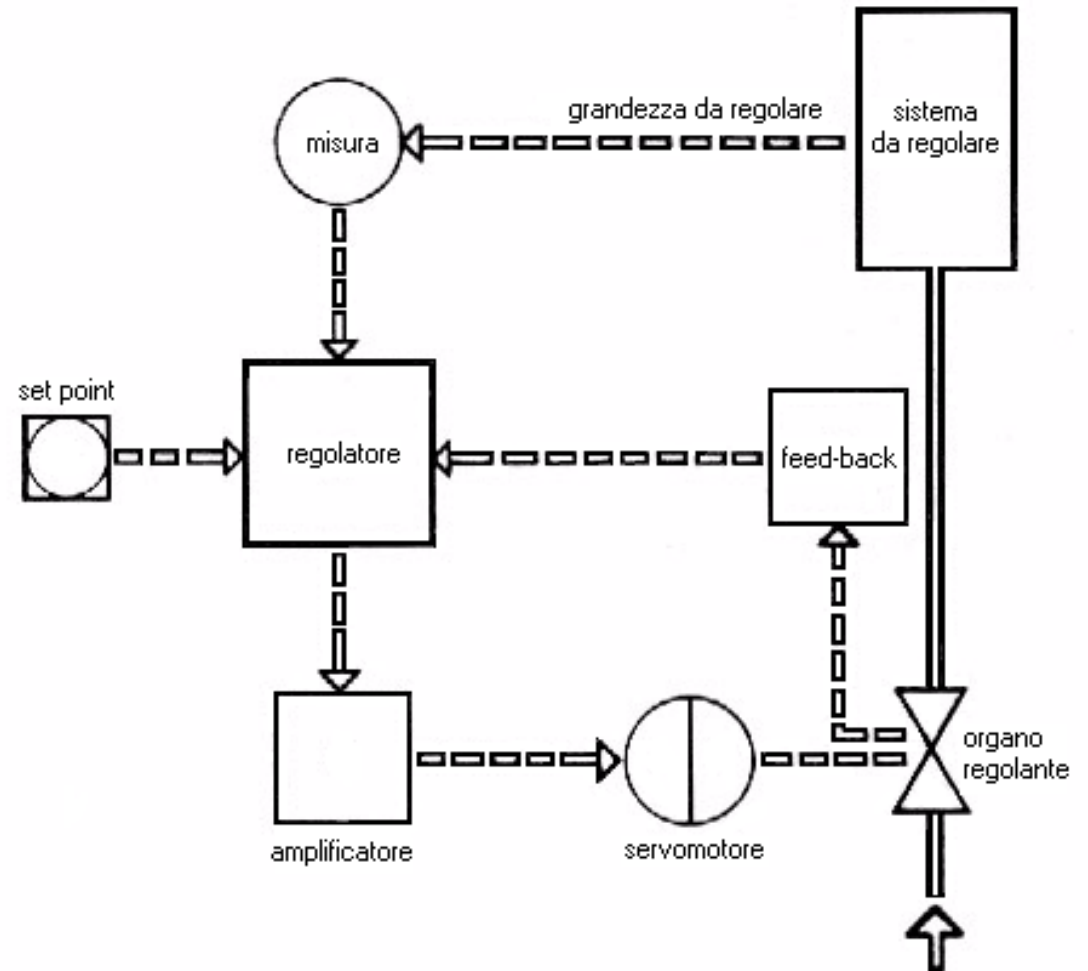 grandezza da regolare
sistema
da regolare
misura
set point
regolatore
feed-back
organo
regolante
amplificatore
servomotore